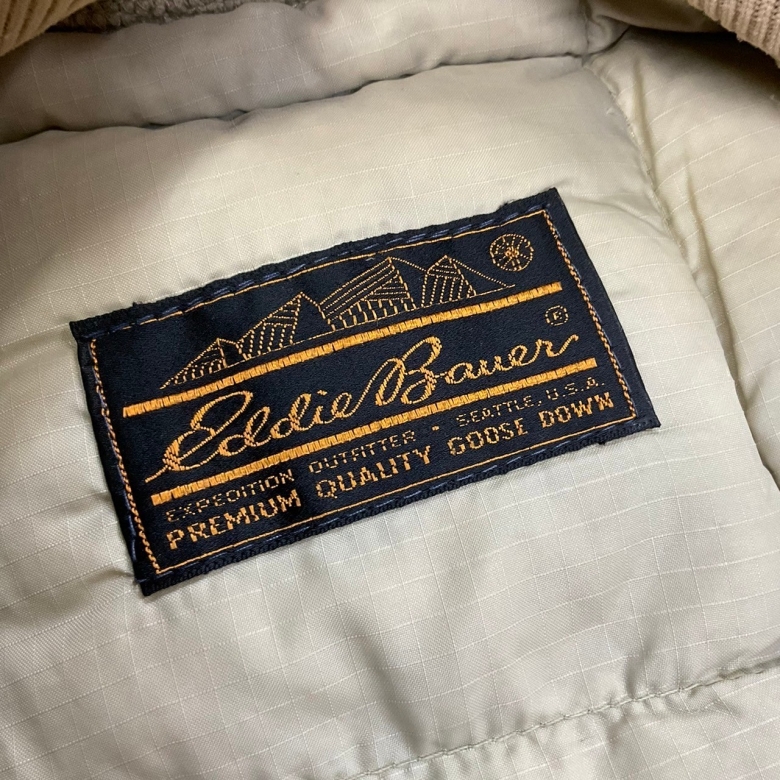 Eddie Bauer ®
EXPEDITION OUTFITTER • SEATTLE, U.S.A.
PREMIUM QUALITY GOOSE DOWN